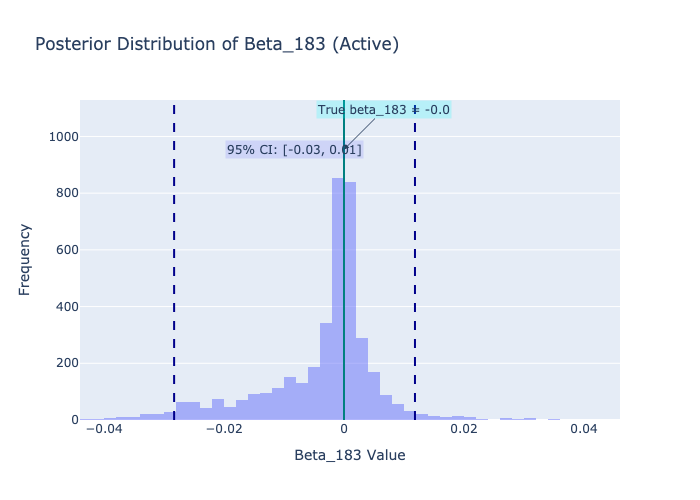 Posterior Distribution of Beta_183 (Active)
True beta_183 = -0.0
95% CI: [-0.03, 0.01]
1000
800
600
400
200
0
Frequency
−0.04
−0.02
0
0.02
0.04
Beta_183 Value